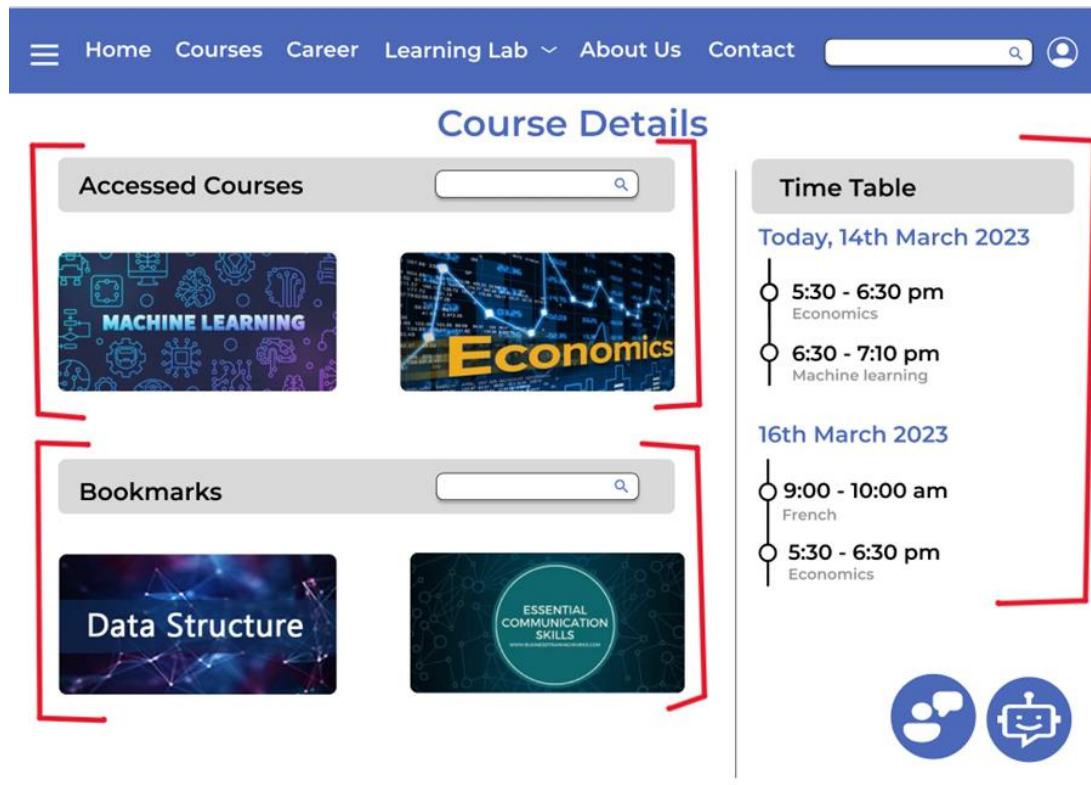 Home Courses Career Learning Lab About Us Contact
Course Details
Accessed Courses
MACHINE LEARNING
Economics
Bookmarks
Data Structure
ESSENTIAL
COMMUNICATION
SKILLS
Time Table
Today, 14th March 2023
5:30 - 6:30 pm
Economics
6:30 - 7:10 pm
Machine learning
16th March 2023
9:00 - 10:00 am
French
5:30 - 6:30 pm
Economics